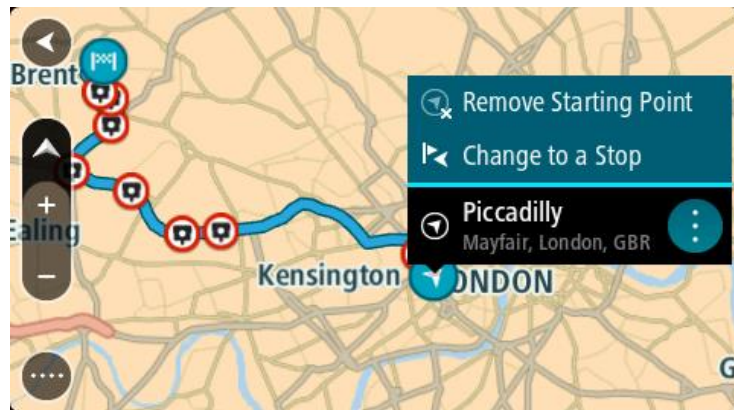 Brent
Remove Starting Point
Change to a Stop
Piccadilly
Mayfair, London, GBR
+
Ealing
−
Kensington
ONDON
G